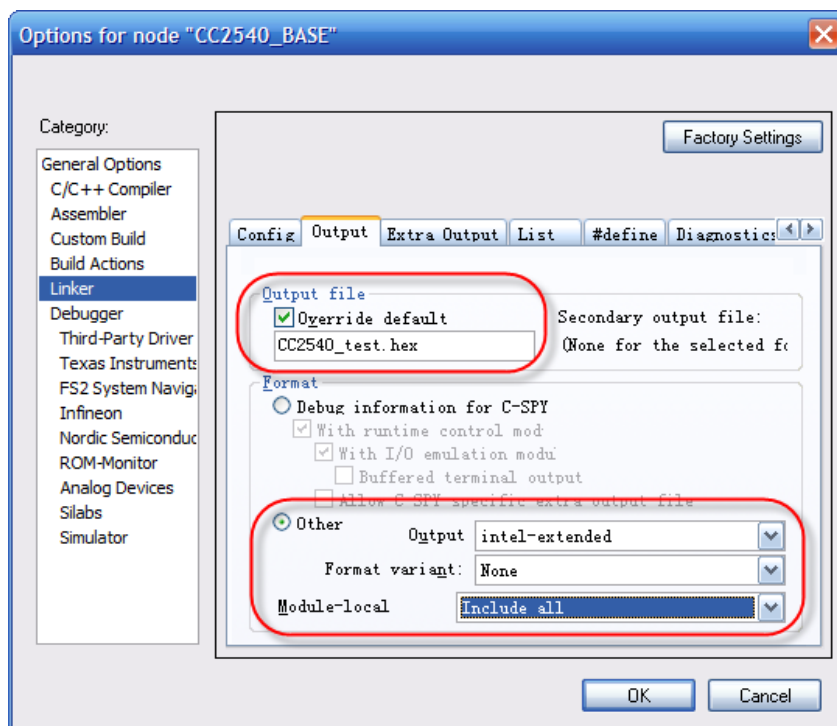 Options for node "CC2540_BASE"
Category:
Factory Settings
General Options
C/C++ Compiler
Assembler
Custom Build
Build Actions
Linker
Debugger
Third-Party Driver
Texas Instruments
FS2 System Naviga
Infineon
Nordic Semiconduc
ROM-Monitor
Analog Devices
Silabs
Simulator
Config Output Extra Output List #define Diagnostics
Output file
Override default
CC2540_test.hex
Secondary output file:
(None for the selected fo
Format
Debug information for C-SPY
With runtime control mod
With I/O emulation modu
Buffered terminal output
Allow C-SPY specific extra output file
Other
Output intel-extended
Format variant: None
Module-local Include all
OK Cancel